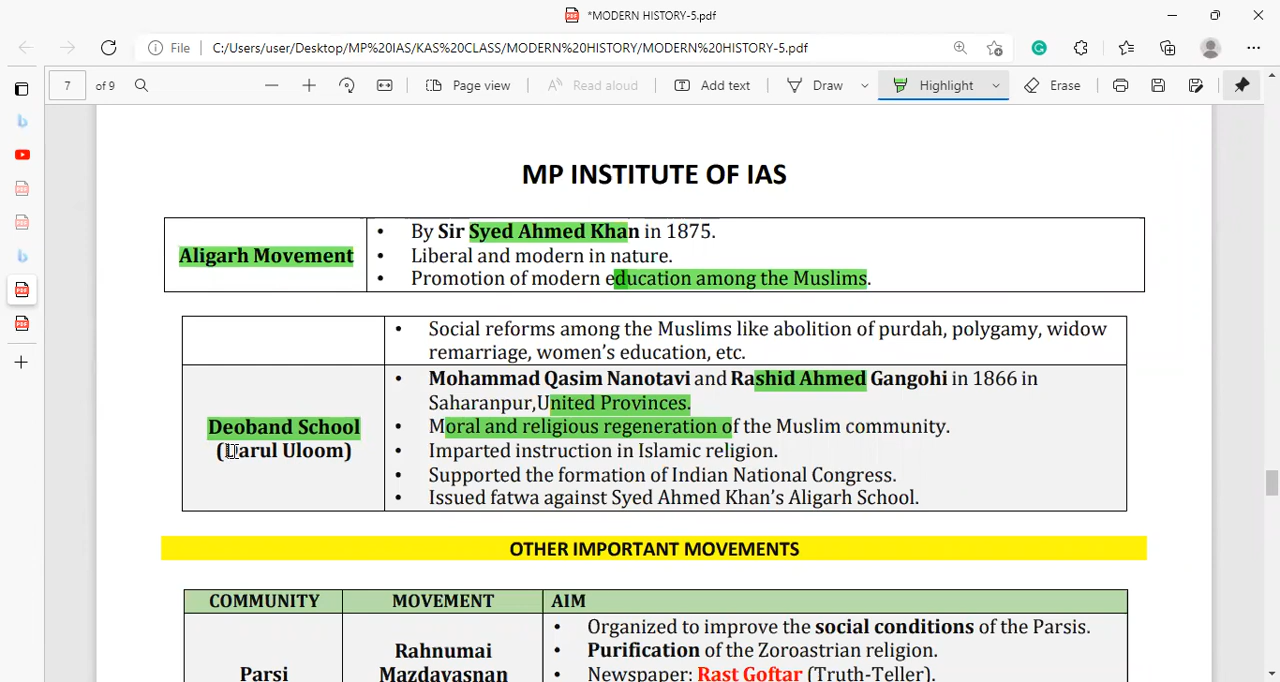 *MODERN HISTORY-5.pdf
File
C:/Users/user/Desktop/MP%20IAS/KAS%20CLASS/MODERN%20HISTORY/MODERN%20HISTORY-5.pdf
7 of 9
Page view
Read aloud
Add text
Draw
Highlight
Erase
MP INSTITUTE OF IAS
Aligarh Movement
• By Sir Syed Ahmed Khan in 1875.
• Liberal and modern in nature.
• Promotion of modern education among the Muslims.
• Social reforms among the Muslims like abolition of purdah, polygamy, widow
remarriage, women's education, etc.
Deoband School
(Darul Uloom)
• Mohammad Qasim Nanotavi and Rashid Ahmed Gangohi in 1866 in
Saharanpur,United Provinces.
• Moral and religious regeneration of the Muslim community.
• Imparted instruction in Islamic religion.
• Supported the formation of Indian National Congress.
• Issued fatwa against Syed Ahmed Khan's Aligarh School.
OTHER IMPORTANT MOVEMENTS
COMMUNITY MOVEMENT AIM
Parsi
Rahnumai
Mazdayasnan
• Organized to improve the social conditions of the Parsis.
• Purification of the Zoroastrian religion.
• Newspaper: Rast Goftar (Truth-Teller).